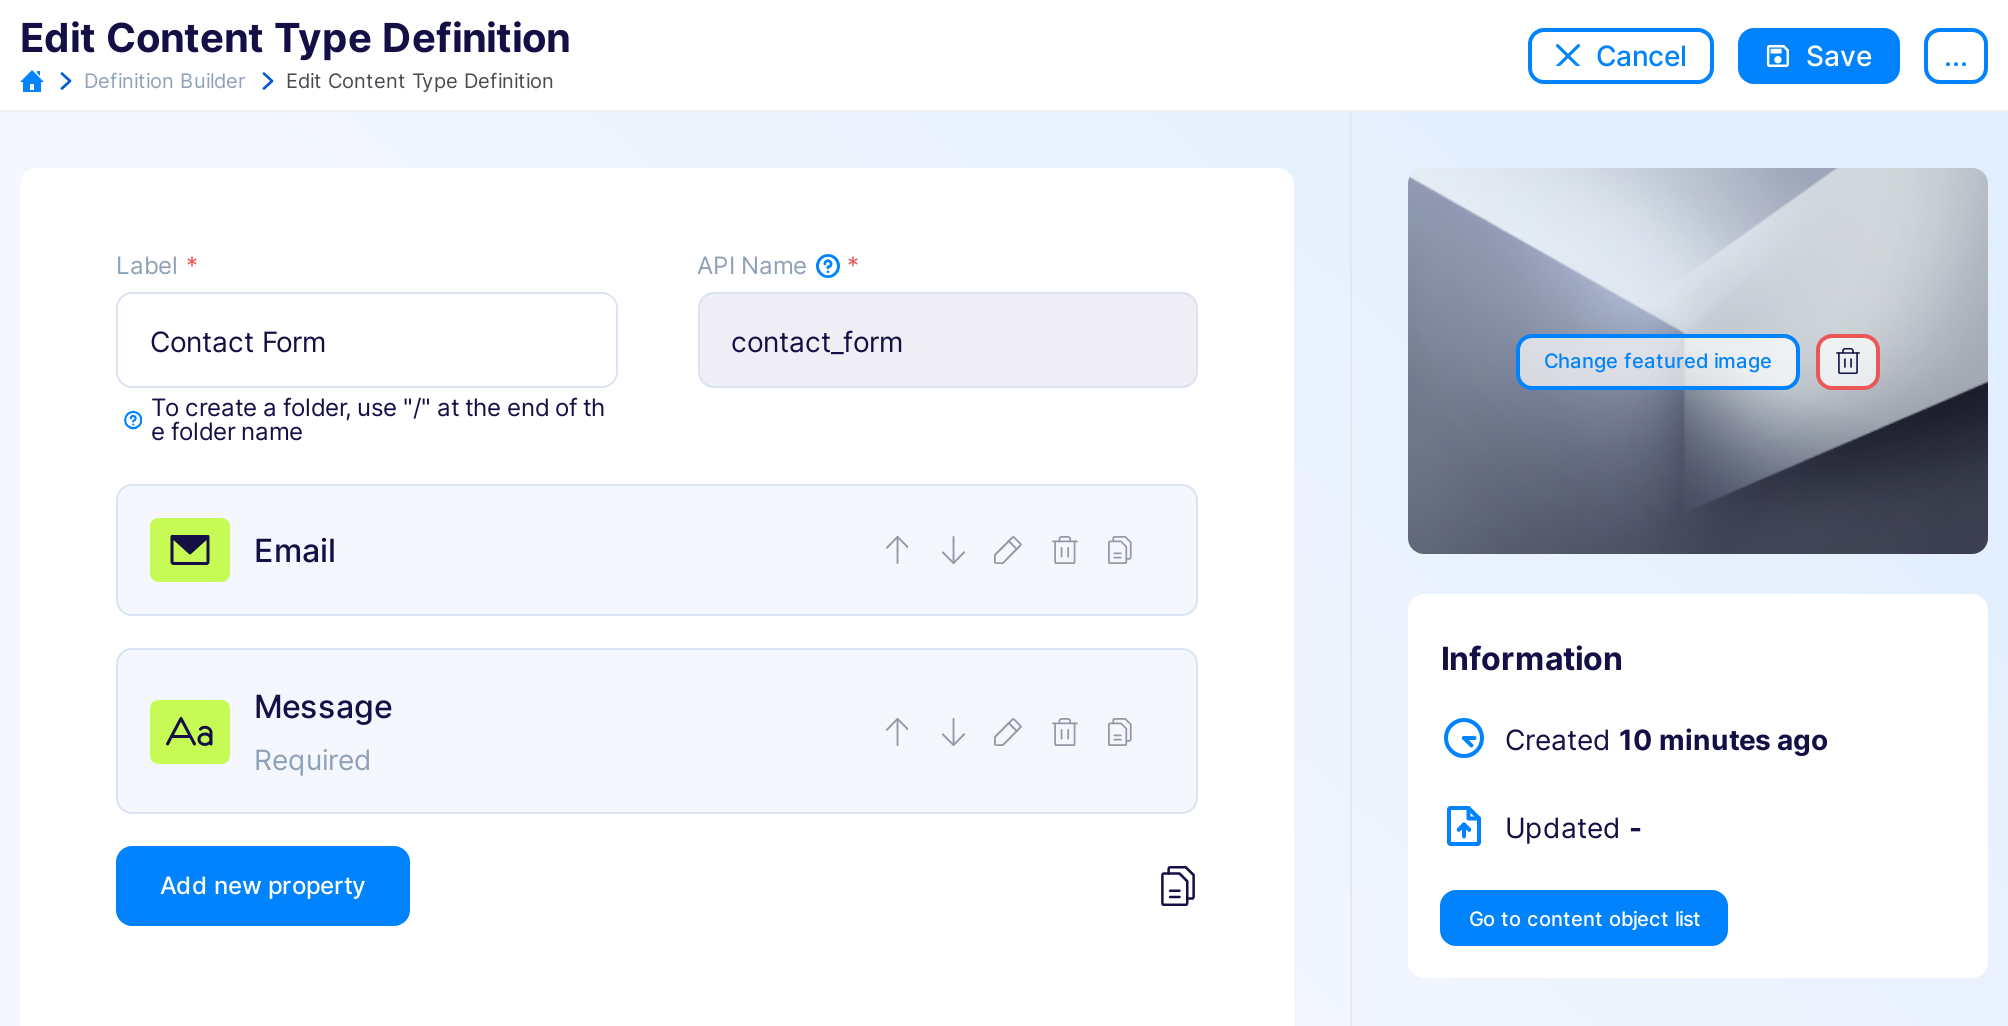 Edit Content Type Definition
Definition Builder
Edit Content Type Definition
Cancel
Save
...
Label *
API Name *
Contact Form
contact_form
To create a folder, use "/" at the end of th
e folder name
Email
Aa
Message
Required
Add new property
Change featured image
Information
Created 10 minutes ago
Updated -
Go to content object list